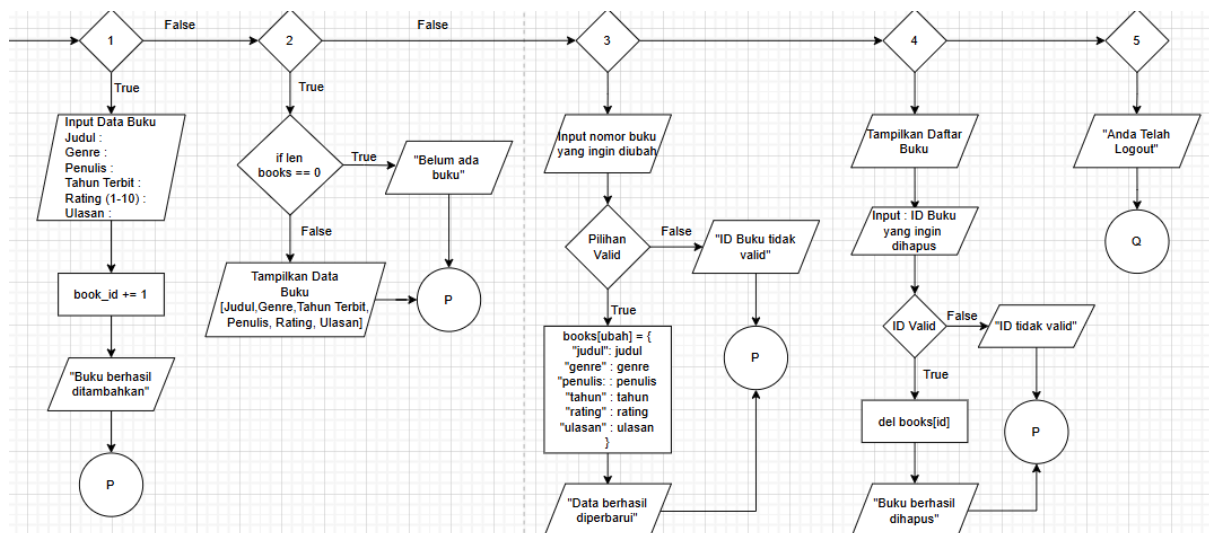 1
False
2
False
3
4
5
True
Input Data Buku
Judul :
Genre :
Penulis :
Tahun Terbit :
Rating (1-10) :
Ulasan :
book_id += 1
"Buku berhasil
ditambahkan"
P
True
if len
books == 0
True
"Belum ada
buku"
False
Tampilkan Data
Buku
[Judul,Genre,Tahun Terbit,
Penulis, Rating, Ulasan]
P
Input nomor buku
yang ingin diubah
Pilihan
Valid
False
"ID Buku tidak
valid"
True
books[ubah] = {
"judul": judul
"genre" : genre
"penulis: : penulis
"tahun" : tahun
"rating" : rating
"ulasan" : ulasan
}
P
"Data berhasil
diperbarui"
Tampilkan Daftar
Buku
Input : ID Buku
yang ingin
dihapus
ID Valid
False
"ID tidak valid"
True
del books[id]
P
"Buku berhasil
dihapus"
"Anda Telah
Logout"
Q